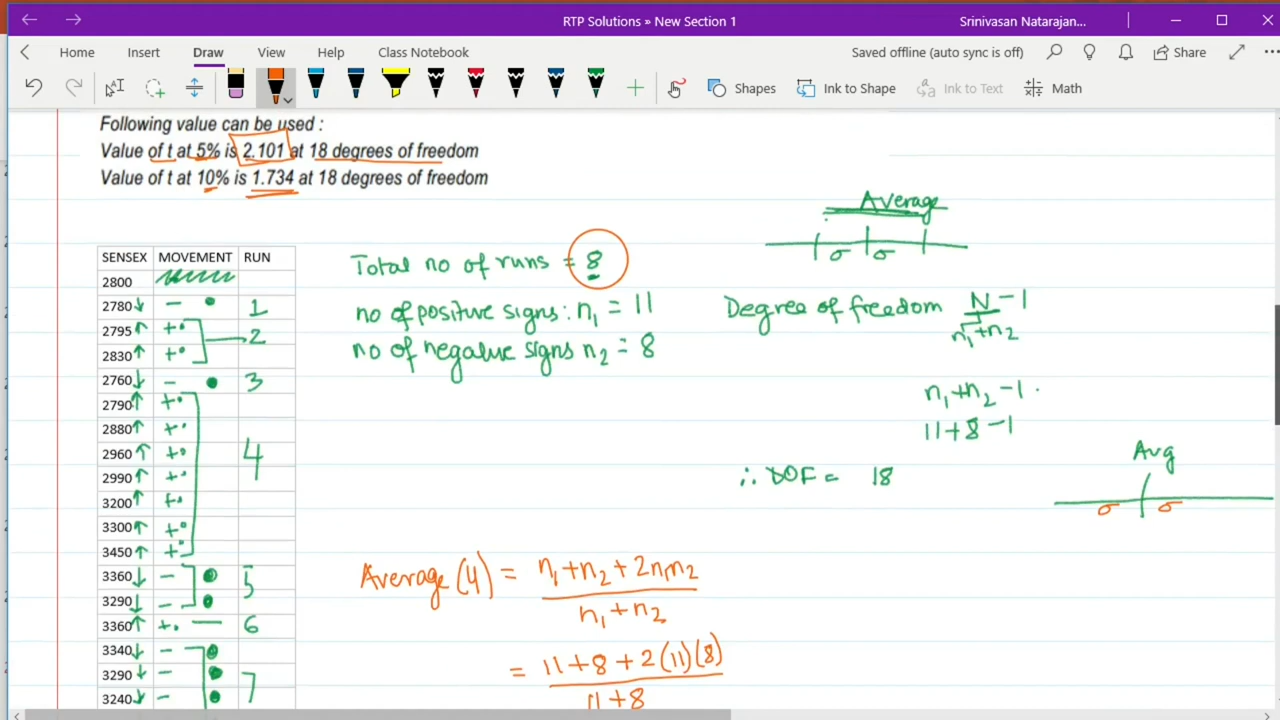 RTP Solutions » New Section 1
Srinivasan Natarajan...
Home Insert Draw View Help Class Notebook
Saved offline (auto sync is off) Share
Shapes Ink to Shape Ink to Text Math
Following value can be used :
Value of t at 5% is 2.101 at 18 degrees of freedom
Value of t at 10% is 1.734 at 18 degrees of freedom
Average
σ σ
SENSEX MOVEMENT RUN
2800
2780 ↓ - 1
2795 ↑ + 2
2830 ↑ +
2760 ↓ - 3
2790 ↑ +
2880 ↑ +
2960 ↑ + 4
2990 ↑ +
3200 ↑ +
3300 ↑ +
3450 ↑ +
3360 ↓ - 5
3290 ↓ -
3360 ↑ + 6
3340 ↓ -
3290 ↓ - 7
3240 ↓ -
Total no of runs = 8
no of positive signs: n₁ = 11
no of negative signs n₂ = 8
Degree of freedom N - 1
n₁ + n₂
n₁ + n₂ - 1
11 + 8 - 1
∴ DOF = 18
Avg
σ σ
Average (μ) = n₁ + n₂ + 2n₁n₂
n₁ + n₂
= 11 + 8 + 2(11)(8)
11 + 8